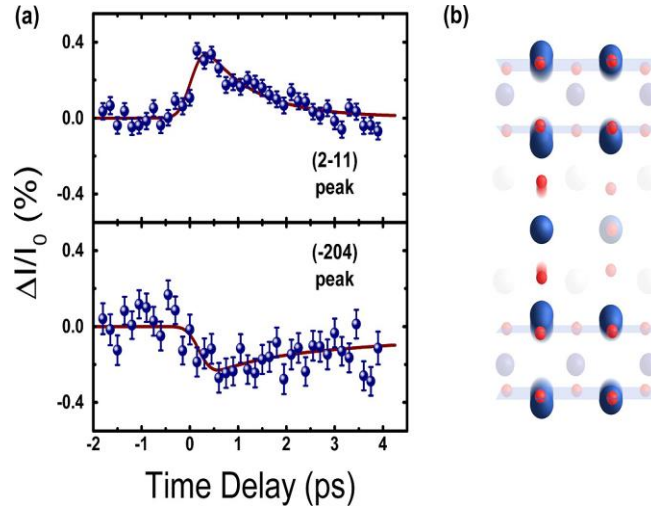 (a)
(b)
0.4
0.0
-0.4
(2-11)
peak
ΔI/I₀ (%)
0.4
0.0
-0.4
(-204)
peak
-2 -1 0 1 2 3 4
Time Delay (ps)